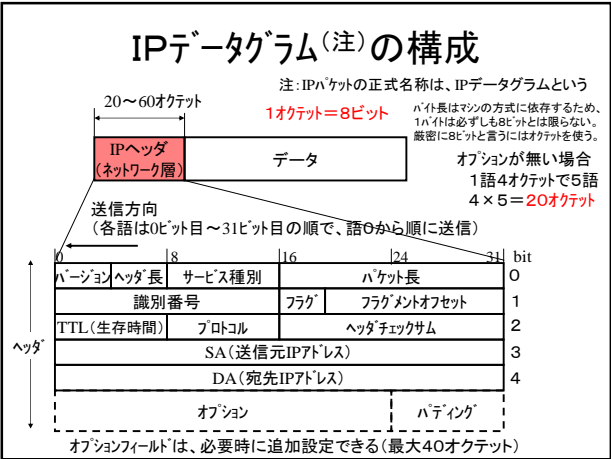 IPデータグラム(注)の構成
注:IPパケットの正式名称は、IPデータグラムという
20~60オクテット
1オクテット=8ビット
バイト長はマシンの方式に依存するため、
1バイトは必ずしも8ビットとは限らない。
厳密に8ビットと言うにはオクテットを使う。
IPヘッダ
(ネットワーク層)
データ
オプションが無い場合
1語4オクテットで5語
4×5=20オクテット
送信方向
(各語は0ビット目~31ビット目の順で、語0から順に送信)
0 8 16 24 31 bit
バージョン ヘッダ長 サービス種別 パケット長 0
識別番号 フラグ フラグメントオフセット 1
TTL(生存時間) プロトコル ヘッダチェックサム 2
ヘッダ
SA(送信元IPアドレス) 3
DA(宛先IPアドレス) 4
オプション パディング
オプションフィールドは、必要時に追加設定できる(最大40オクテット)